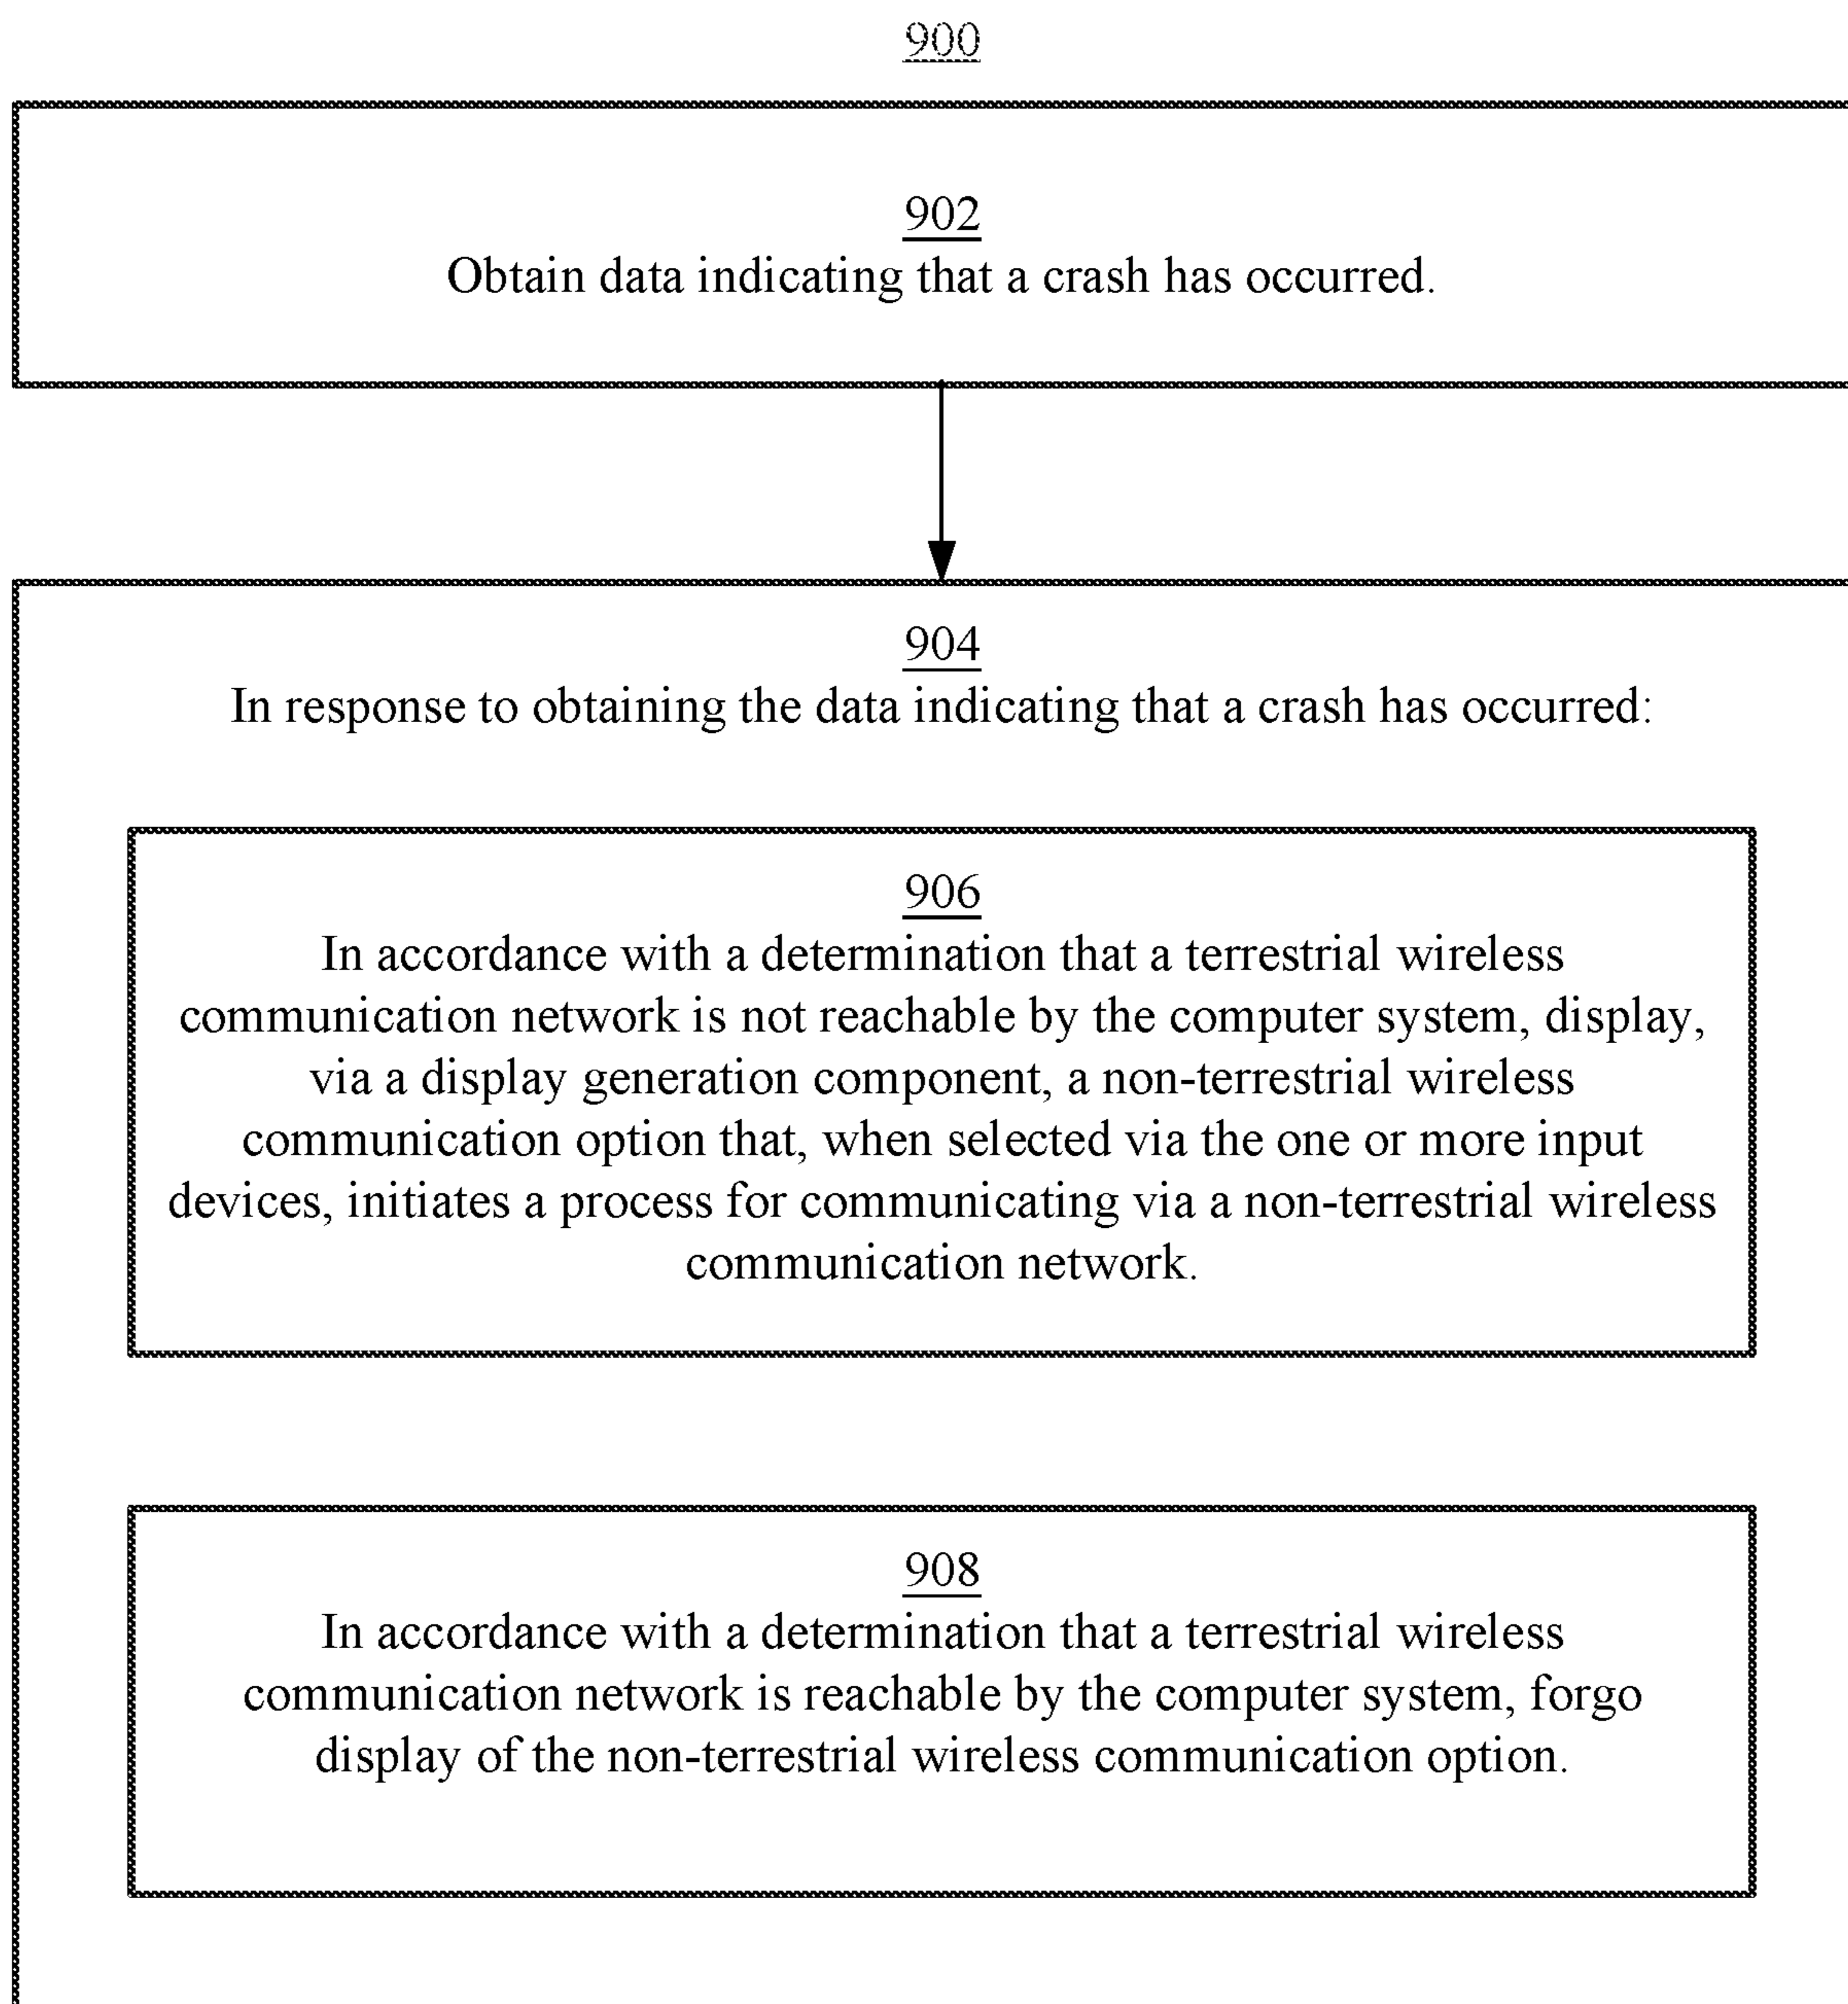 900
902
Obtain data indicating that a crash has occurred.
904
In response to obtaining the data indicating that a crash has occurred:
906
In accordance with a determination that a terrestrial wireless
communication network is not reachable by the computer system, display,
via a display generation component, a non-terrestrial wireless
communication option that, when selected via the one or more input
devices, initiates a process for communicating via a non-terrestrial wireless
communication network.
908
In accordance with a determination that a terrestrial wireless
communication network is reachable by the computer system, forgo
display of the non-terrestrial wireless communication option.